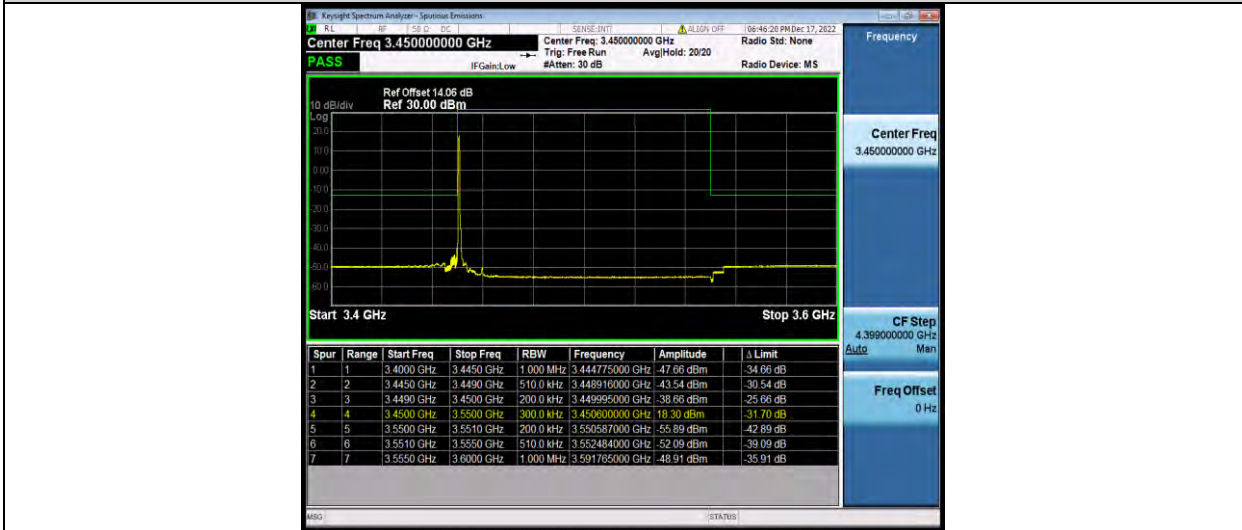 Keysight Spectrum Analyzer - Spurious Emissions
RL RF 50 Ω DC SENSE:INT ALIGN OFF 06:46:20 PM Dec 17, 2022
Center Freq 3.450000000 GHz Center Freq: 3.450000000 GHz Radio Std: None
Trig: Free Run Avg|Hold: 20/20
PASS IFGain:Low #Atten: 30 dB Radio Device: MS
Frequency
Ref Offset 14.06 dB
10 dB/div Ref 30.00 dBm
Log
20.0
10.0
0.00
-10.0
-20.0
-30.0
-40.0
-50.0
-60.0
Start 3.4 GHz Stop 3.6 GHz
Center Freq
3.450000000 GHz
CF Step
4.399000000 GHz
Auto Man
Freq Offset
0 Hz
Spur Range Start Freq Stop Freq RBW Frequency Amplitude Δ Limit
1 1 3.4000 GHz 3.4450 GHz 1.000 MHz 3.444775000 GHz -47.66 dBm -34.66 dB
2 2 3.4450 GHz 3.4490 GHz 510.0 kHz 3.448916000 GHz -43.54 dBm -30.54 dB
3 3 3.4490 GHz 3.4500 GHz 200.0 kHz 3.449995000 GHz -38.66 dBm -25.66 dB
4 4 3.4500 GHz 3.5500 GHz 300.0 kHz 3.450600000 GHz 18.30 dBm -31.70 dB
5 5 3.5500 GHz 3.5510 GHz 200.0 kHz 3.550587000 GHz -55.89 dBm -42.89 dB
6 6 3.5510 GHz 3.5550 GHz 510.0 kHz 3.552484000 GHz -52.09 dBm -39.09 dB
7 7 3.5550 GHz 3.6000 GHz 1.000 MHz 3.591765000 GHz -48.91 dBm -35.91 dB
MSG STATUS